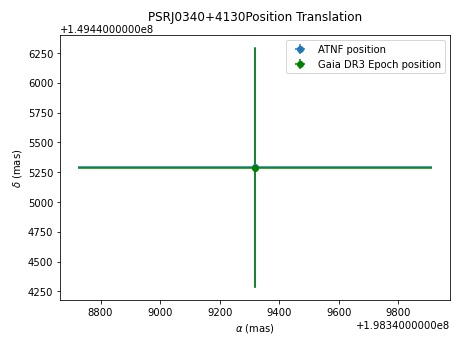 PSRJ0340+4130Position Translation
+1.4944000000e8
ATNF position
Gaia DR3 Epoch position
6250
6000
5750
5500
5250
5000
4750
4500
4250
δ (mas)
8800 9000 9200 9400 9600 9800
α (mas)
+1.9834000000e8